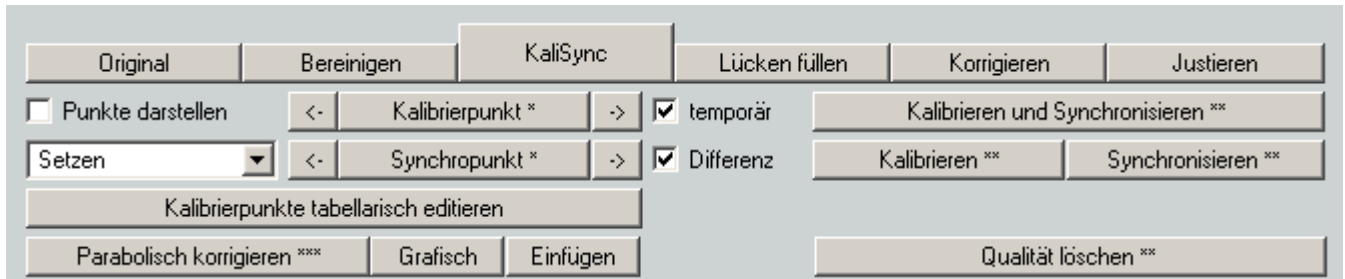 Original Bereinigen KaliSync Lücken füllen Korrigieren Justieren
Punkte darstellen <- Kalibrierpunkt * -> temporär Kalibrieren und Synchronisieren **
Setzen <- Synchropunkt * -> Differenz Kalibrieren ** Synchronisieren **
Kalibrierpunkte tabellarisch editieren
Parabolisch korrigieren *** Grafisch Einfügen Qualität löschen **